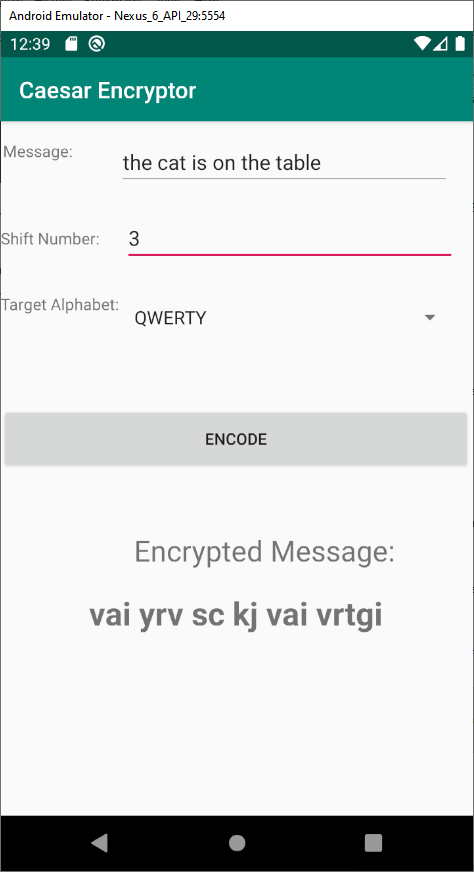 Android Emulator - Nexus_6_API_29:5554
12:39
Caesar Encryptor
Message:
the cat is on the table
Shift Number:
3
Target Alphabet:
QWERTY
ENCODE
Encrypted Message:
vai yrv sc kj vai vrtgi